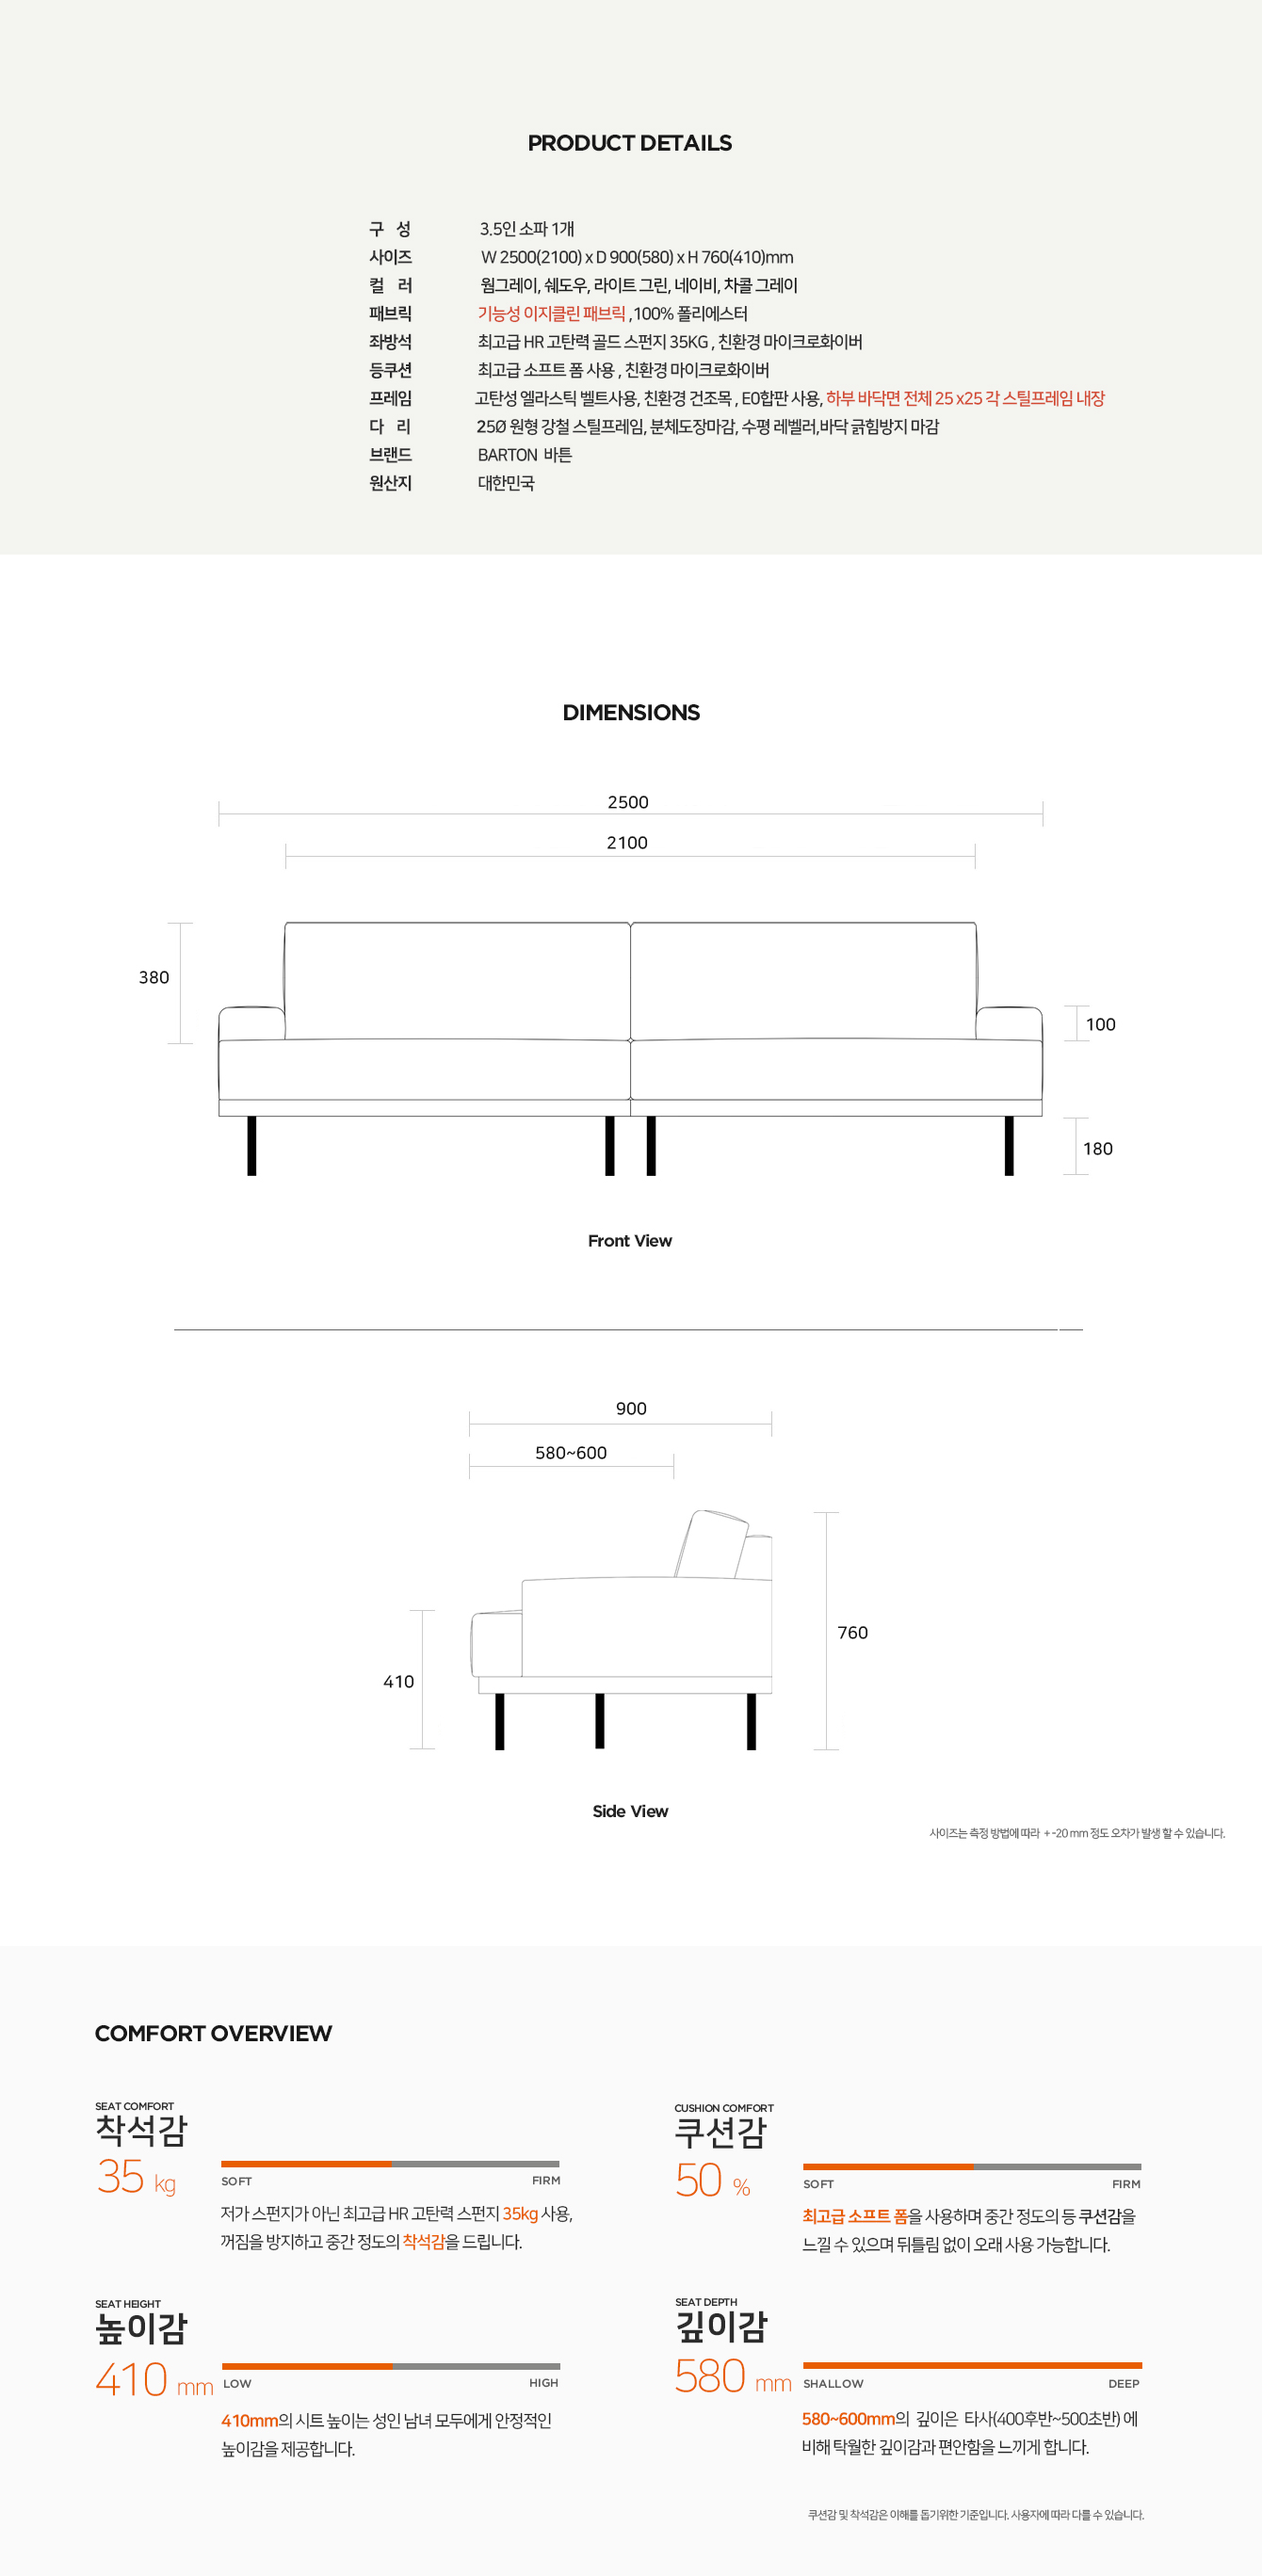 PRODUCT DETAILS
구 성 3.5인 소파 1개
사이즈 W 2500(2100) x D 900(580) x H 760(410)mm
컬 러 웜그레이, 쉐도우, 라이트 그린, 네이비, 차콜 그레이
패브릭 기능성 이지클린 패브릭 ,100% 폴리에스터
좌방석 최고급 HR 고탄력 골드 스펀지 35KG , 친환경 마이크로화이버
등쿠션 최고급 소프트 폼 사용 , 친환경 마이크로화이버
프레임 고탄성 엘라스틱 벨트사용, 친환경 건조목 , E0합판 사용, 하부 바닥면 전체 25 x25 각 스틸프레임 내장
다 리 25Ø 원형 강철 스틸프레임, 분체도장마감, 수평 레벨러,바닥 긁힘방지 마감
브랜드 BARTON 바튼
원산지 대한민국
DIMENSIONS
2500
2100
380
100
180
Front View
900
580~600
760
410
Side View
사이즈는 측정 방법에 따라 + -20 mm 정도 오차가 발생 할 수 있습니다.
COMFORT OVERVIEW
SEAT COMFORT
착석감
35 kg
SOFT FIRM
저가 스펀지가 아닌 최고급 HR 고탄력 스펀지 35kg 사용,
꺼짐을 방지하고 중간 정도의 착석감을 드립니다.
CUSHION COMFORT
쿠션감
50 %
SOFT FIRM
최고급 소프트 폼을 사용하며 중간 정도의 등 쿠션감을
느낄 수 있으며 뒤틀림 없이 오래 사용 가능합니다.
SEAT HEIGHT
높이감
410 mm
LOW HIGH
410mm의 시트 높이는 성인 남녀 모두에게 안정적인
높이감을 제공합니다.
SEAT DEPTH
깊이감
580 mm
SHALLOW DEEP
580~600mm의 깊이은 타사(400후반~500초반) 에
비해 탁월한 깊이감과 편안함을 느끼게 합니다.
쿠션감 및 착석감은 이해를 돕기위한 기준입니다. 사용자에 따라 다를 수 있습니다.